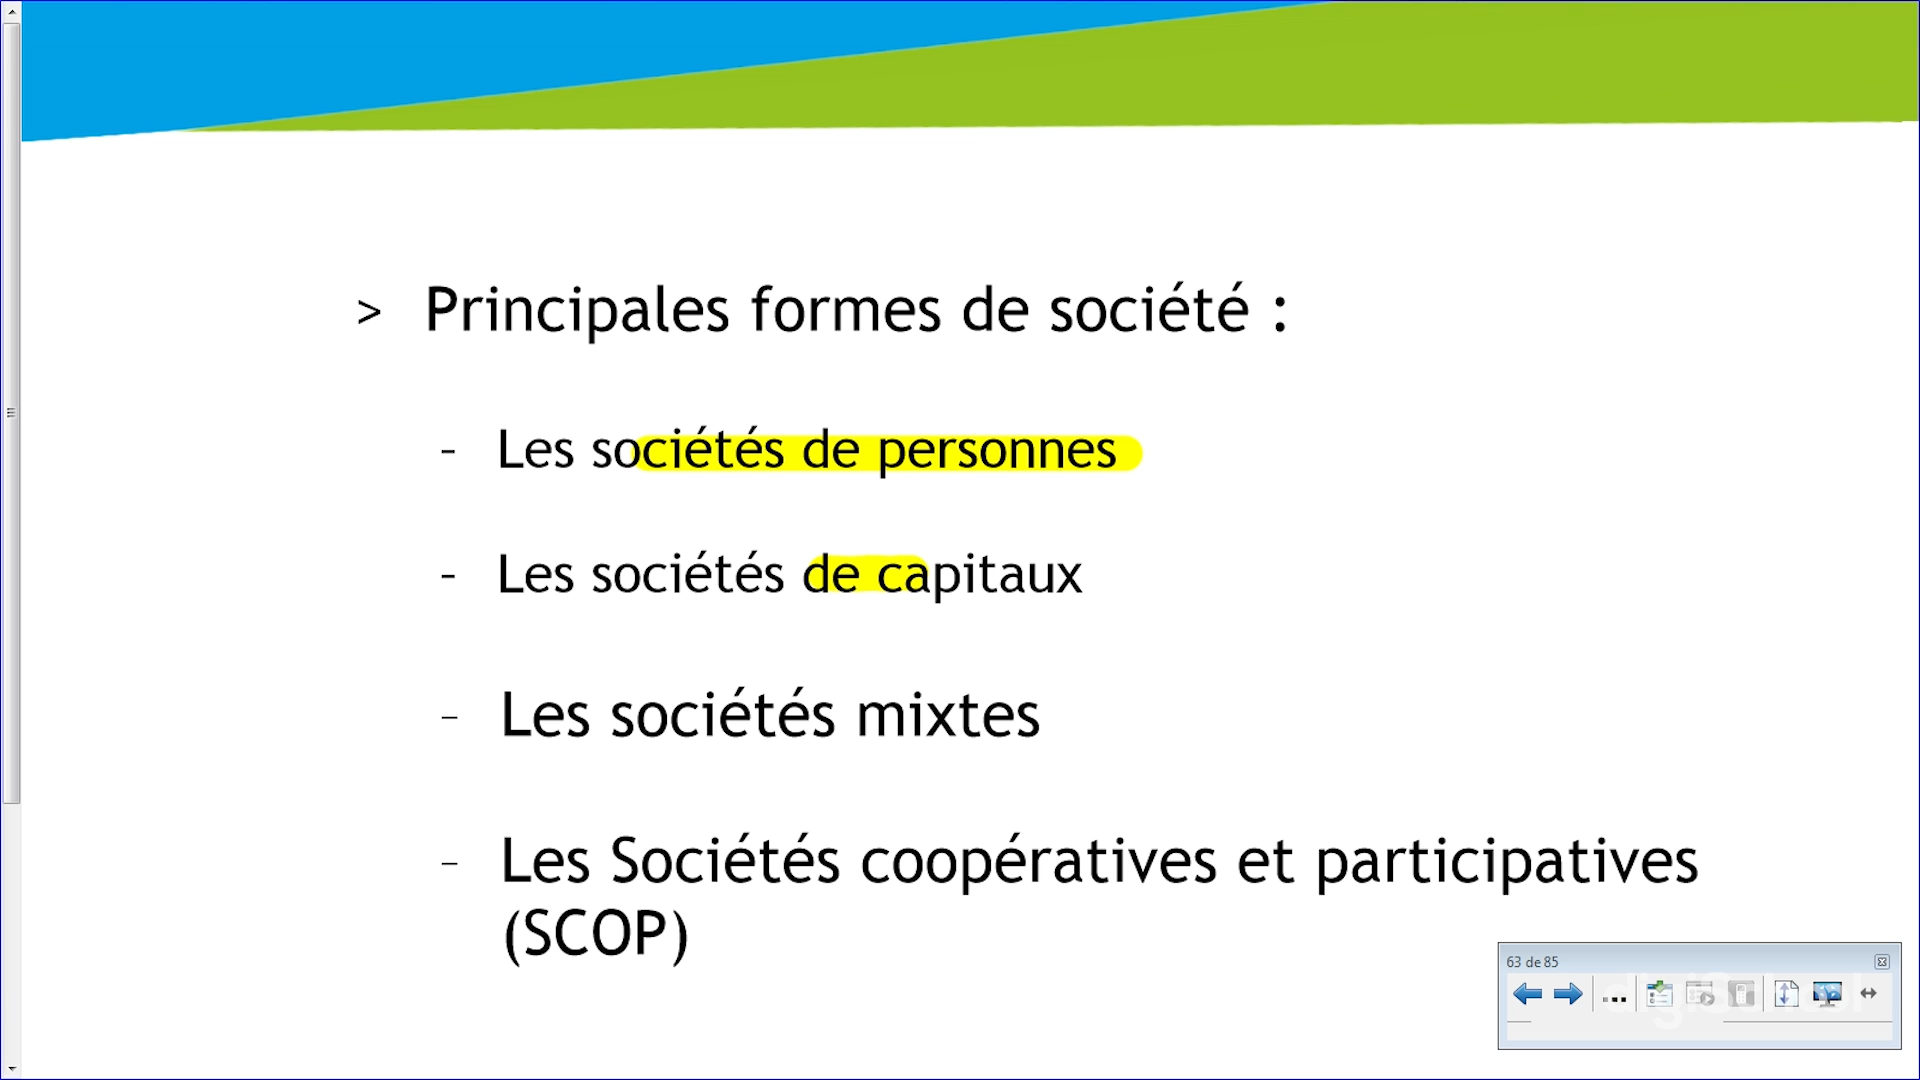 > Principales formes de société :
- Les sociétés de personnes
- Les sociétés de capitaux
- Les sociétés mixtes
- Les Sociétés coopératives et participatives
(SCOP)
63 de 85